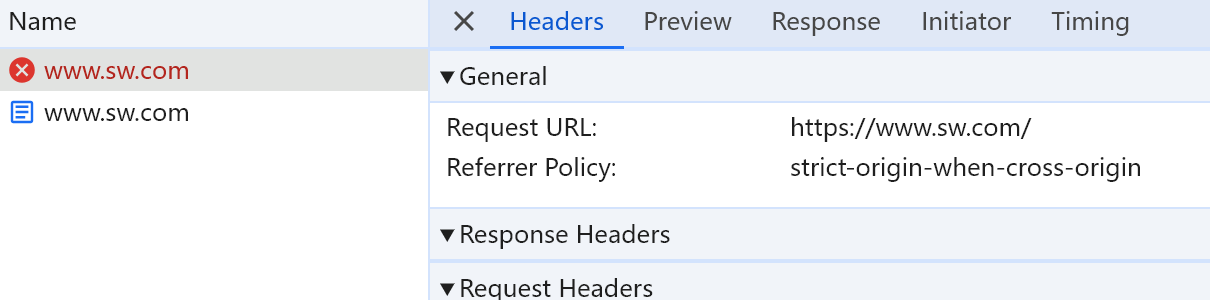 Name
www.sw.com
www.sw.com
Headers Preview Response Initiator Timing
General
Request URL: https://www.sw.com/
Referrer Policy: strict-origin-when-cross-origin
Response Headers
Request Headers